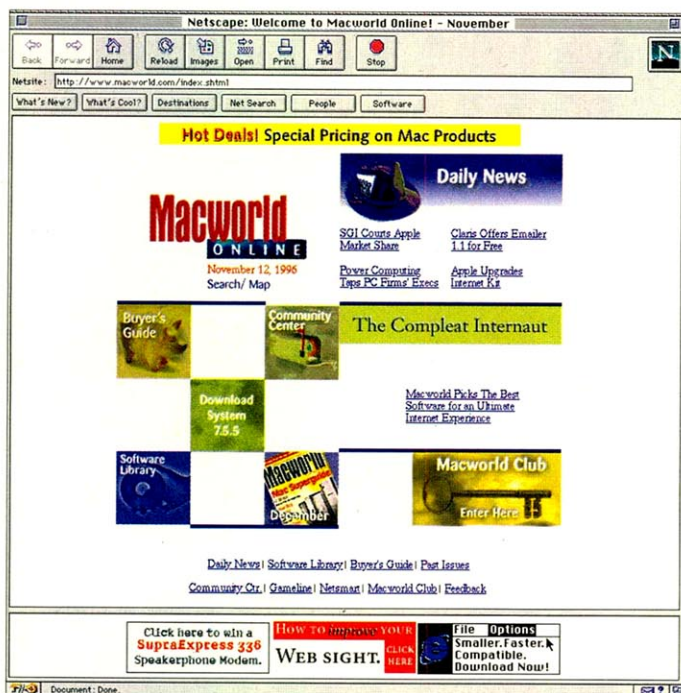 Netscape: Welcome to Macworld Online! - November
Back Forward Home Reload Images Open Print Find Stop
N
Netsite: http://www.macworld.com/index.shtml
What's New? What's Cool? Destinations Net Search People Software
Hot Deals! Special Pricing on Mac Products
Daily News
Macworld
ONLINE
November 12, 1996
Search/ Map
SGI Courts Apple
Market Share
Claris Offers Emailer
1.1 for Free
Power Computing
Taps PC Firms' Execs
Apple Upgrades
Internet Kit
Buyer's
Guide
Community
Center
The Compleat Internaut
Download
System
7.5.5
Macworld Picks The Best
Software for an Ultimate
Internet Experience
Software
Library
Macworld
Mac Superguide
December
Macworld Club
Enter Here
Daily News | Software Library | Buyer's Guide | Past Issues
Community Ctr. | Gameline | Netsmart | Macworld Club | Feedback
Click here to win a
SupraExpress 336
Speakerphone Modem.
HOW TO improve YOUR
WEB SIGHT.
CLICK
HERE
File Options
Smaller. Faster.
Compatible.
Download Now!
Document: Done.
?